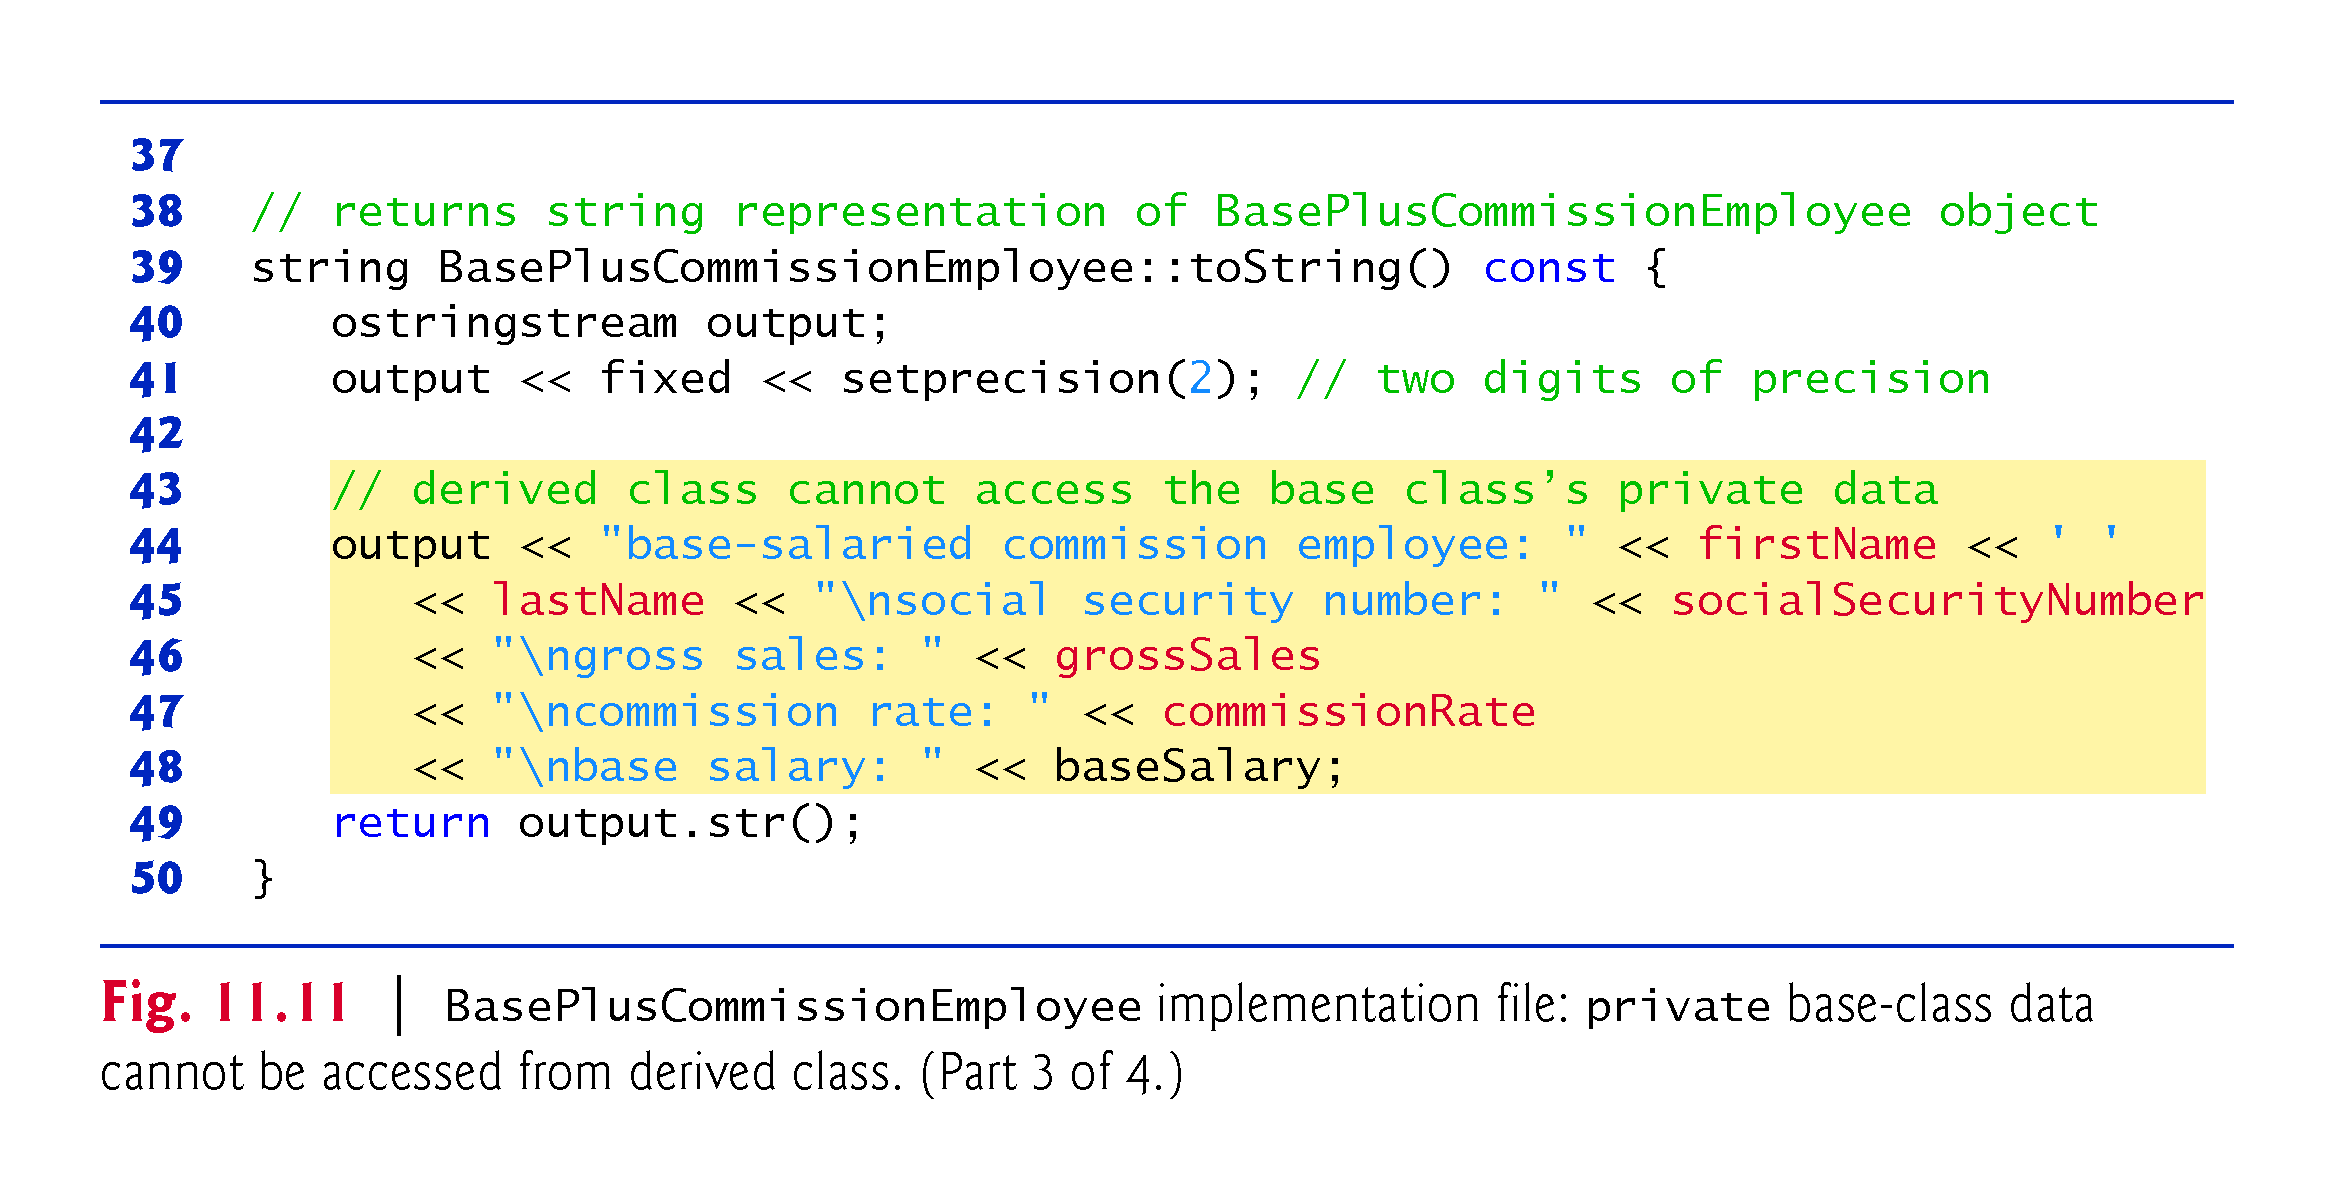 37
38 // returns string representation of BasePlusCommissionEmployee object
39 string BasePlusCommissionEmployee::toString() const {
40    ostringstream output;
41    output << fixed << setprecision(2); // two digits of precision
42
43    // derived class cannot access the base class’s private data
44    output << "base-salaried commission employee: " << firstName << ' '
45       << lastName << "\nsocial security number: " << socialSecurityNumber
46       << "\ngross sales: " << grossSales
47       << "\ncommission rate: " << commissionRate
48       << "\nbase salary: " << baseSalary;
49    return output.str();
50 }
Fig. 11.11 | BasePlusCommissionEmployee implementation file: private base-class data
cannot be accessed from derived class. (Part 3 of 4.)